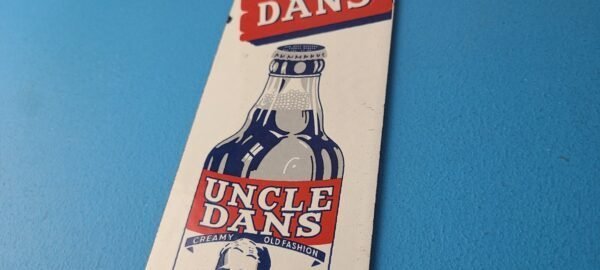 DANS
UNCLE
DANS
CREAMY OLD FASHION